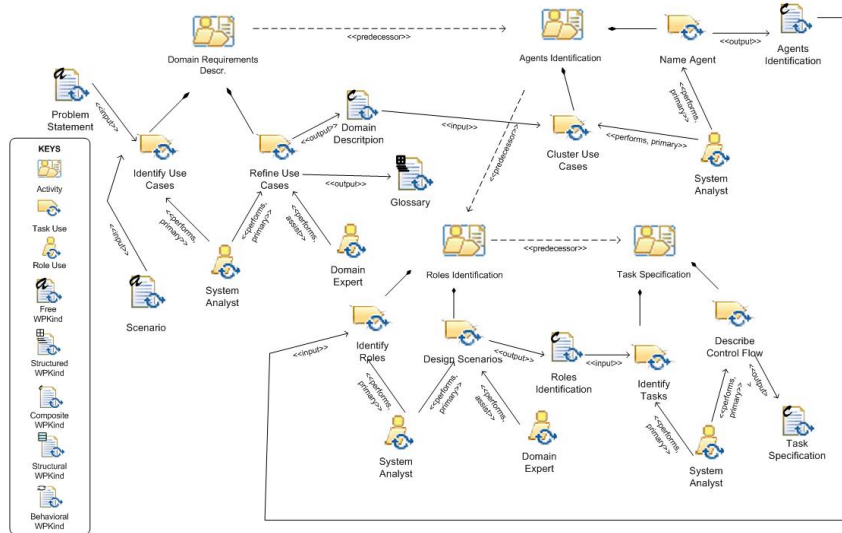 <<predecessor>>
Domain Requirements
Descr.
Agents Identification
Name Agent
<<output>>
Agents
Identification
Problem
Statement
<<input>>
<<output>>
Domain
Descritpion
<<input>>
<<performs,
primary>>
<<performs, primary>>
KEYS
Activity
Task Use
Role Use
Free
WPKind
Structured
WPKind
Composite
WPKind
Structural
WPKind
Behavioral
WPKind
Identify Use
Cases
Refine Use
Cases
<<output>>
Glossary
Cluster Use
Cases
System
Analyst
<<predecessor>>
<<input>>
<<performs,
primary>>
<<performs,
primary>>
<<performs,
assist>>
Scenario
System
Analyst
Domain
Expert
Roles Identification
<<predecessor>>
Task Specification
<<input>>
Identify
Roles
Design Scenarios
<<output>>
Roles
Identification
<<input>>
Identify
Tasks
Describe
Control Flow
<<performs,
primary>>
<<performs,
primary>>
<<performs,
assist>>
<<performs,
primary>>
<<performs,
primary>>
<<output>>
System
Analyst
Domain
Expert
System
Analyst
Task
Specification